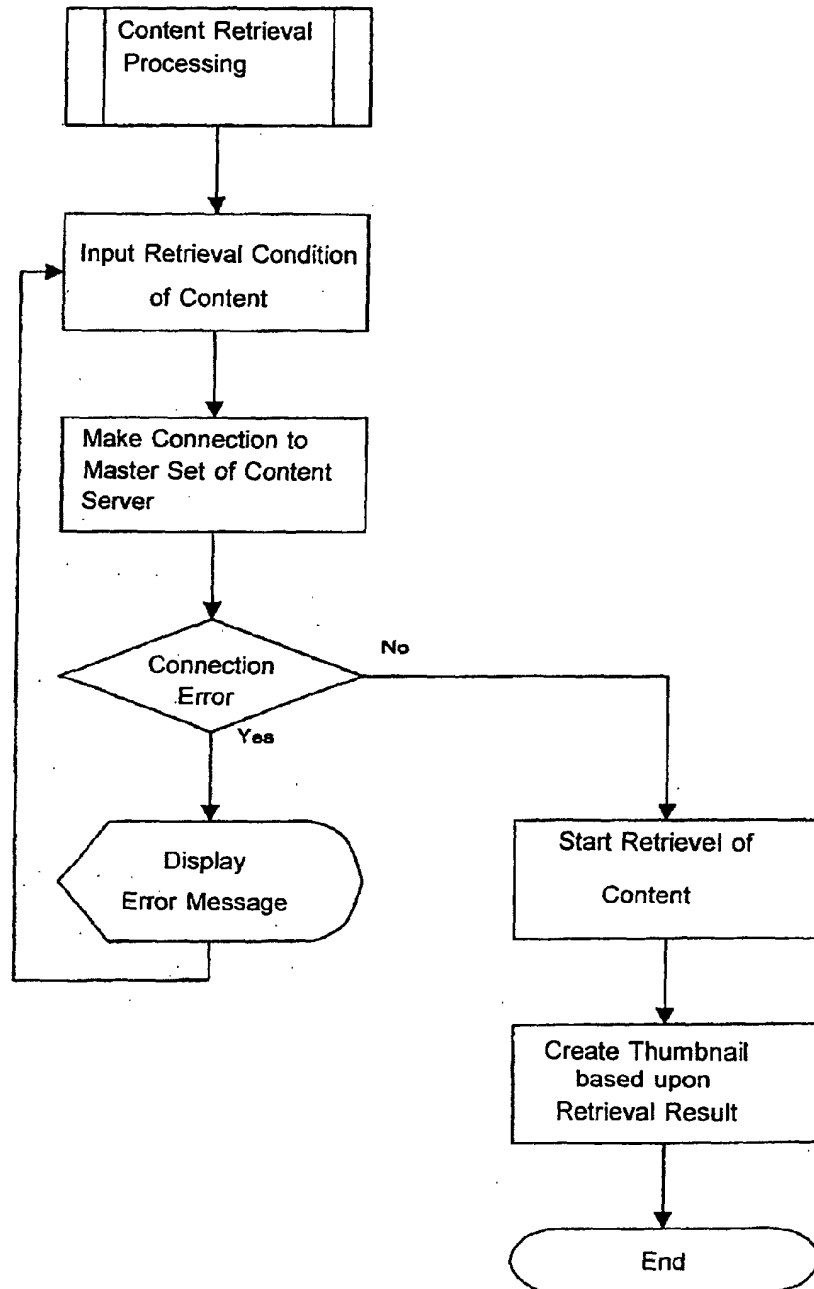 Content Retrieval
Processing
Input Retrieval Condition
of Content
Make Connection to
Master Set of Content
Server
Connection
Error
No
Yes
Display
Error Message
Start Retrievel of
Content
Create Thumbnail
based upon
Retrieval Result
End